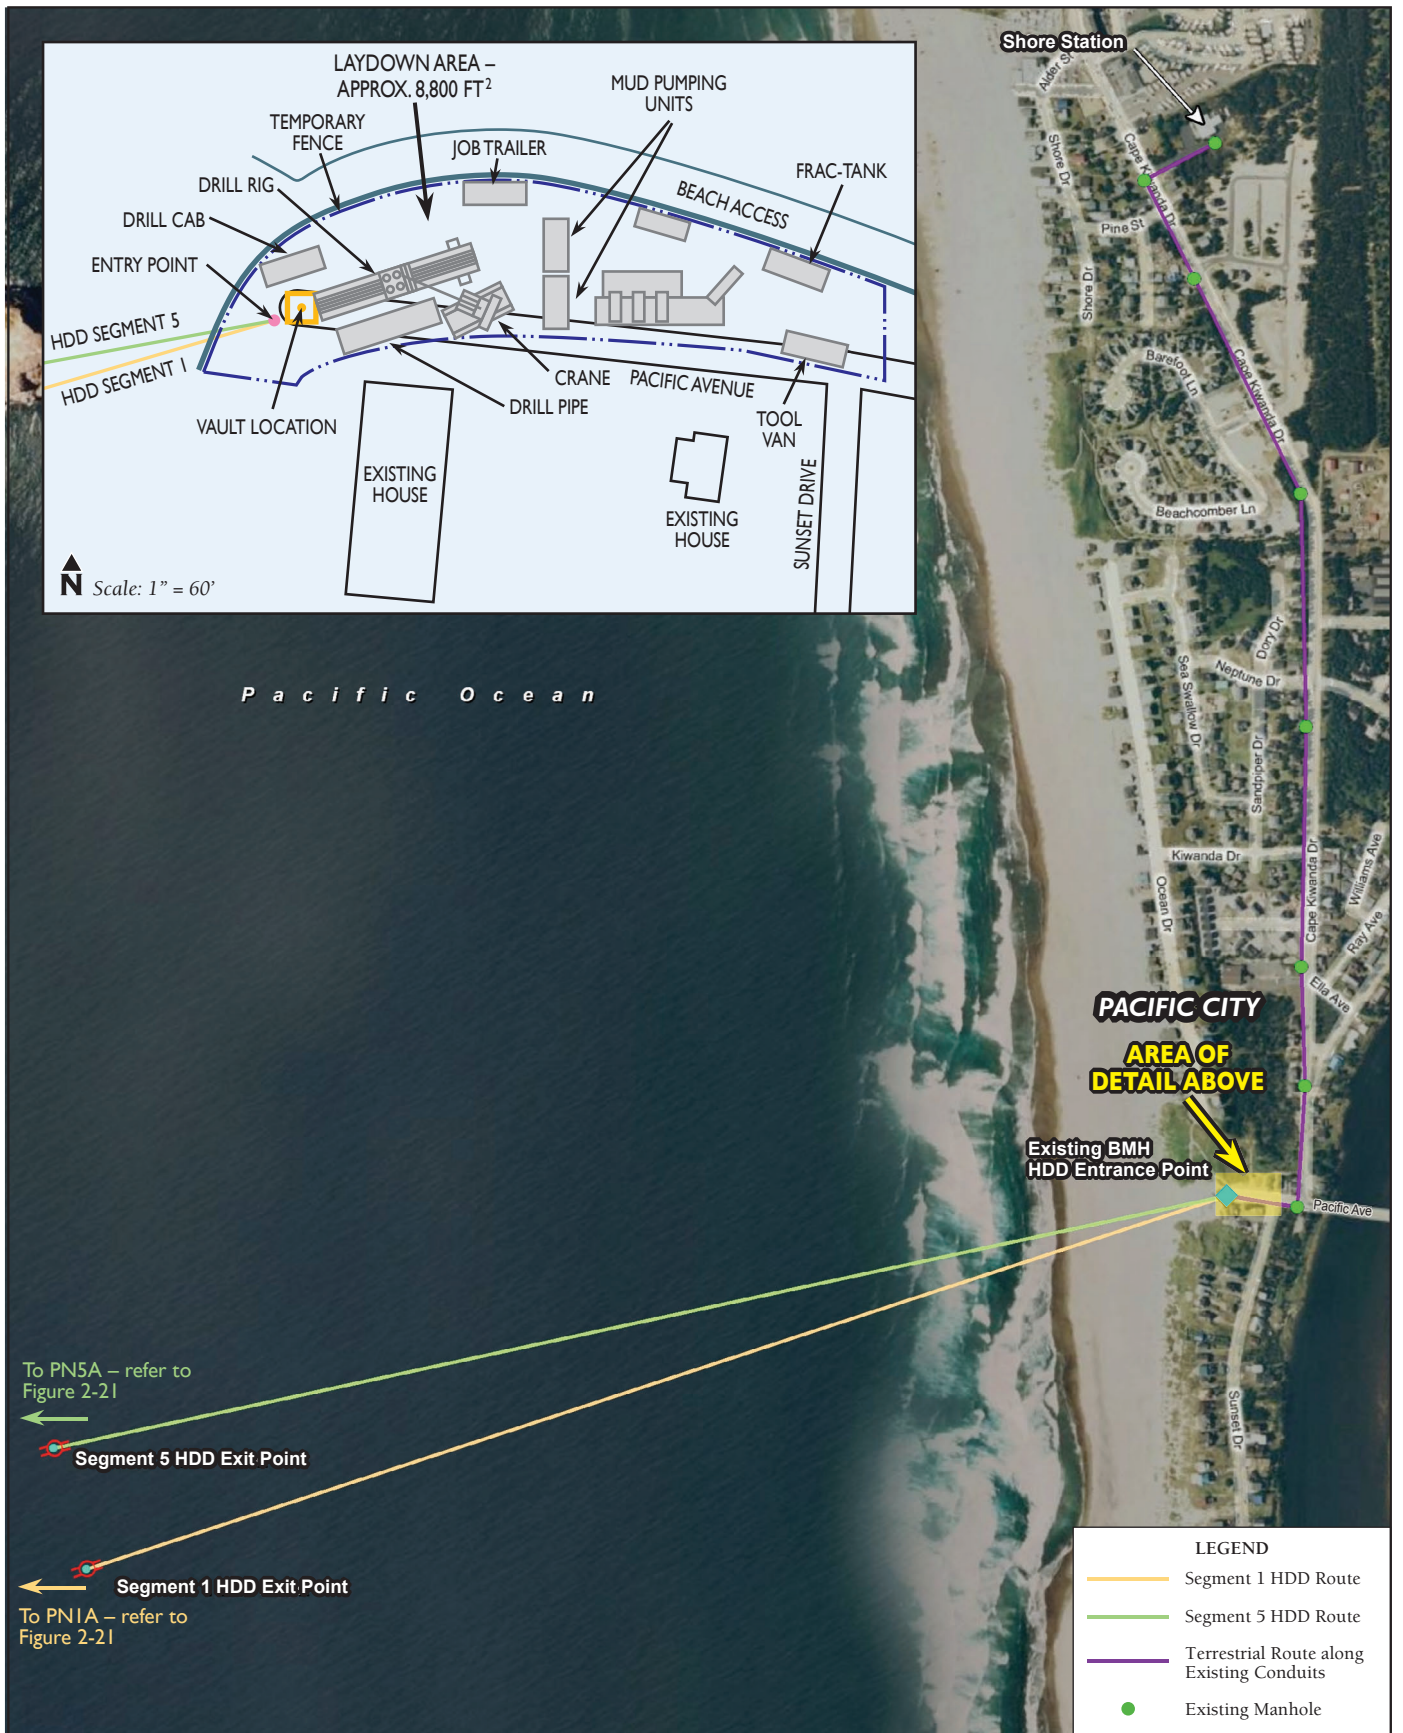 LAYDOWN AREA –
APPROX. 8,800 FT²
MUD PUMPING
UNITS
TEMPORARY
FENCE
JOB TRAILER
FRAC-TANK
DRILL RIG
BEACH ACCESS
DRILL CAB
ENTRY POINT
HDD SEGMENT 5
HDD SEGMENT 1
CRANE
PACIFIC AVENUE
DRILL PIPE
VAULT LOCATION
TOOL
VAN
EXISTING
HOUSE
EXISTING
HOUSE
SUNSET DRIVE
N
Scale: 1” = 60’
Shore Station
Alder St
Shore Dr
Cape Kiwanda Dr
Pine St
Shore Dr
Barefoot Ln
Cape Kiwanda Dr
Beachcomber Ln
Dory Dr
Neptune Dr
Sea Swallow Dr
Sandpiper Dr
Pacific Ocean
Kiwanda Dr
Cape Kiwanda Dr
Williams Ave
Ocean Dr
Ray Ave
Ella Ave
PACIFIC CITY
AREA OF
DETAIL ABOVE
Existing BMH
HDD Entrance Point
Pacific Ave
To PN5A – refer to
Figure 2-21
Segment 5 HDD Exit Point
Sunset Dr
Segment 1 HDD Exit Point
To PN1A – refer to
Figure 2-21
LEGEND
Segment 1 HDD Route
Segment 5 HDD Route
Terrestrial Route along
Existing Conduits
Existing Manhole